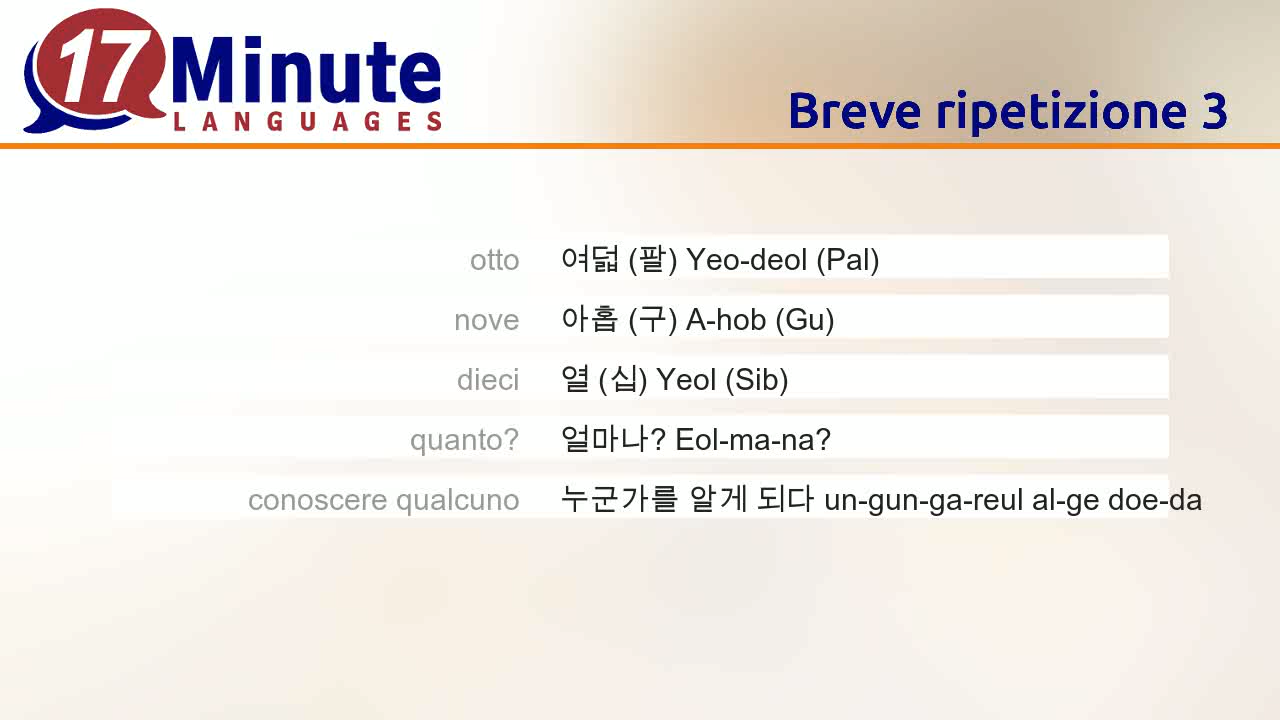 17 Minute
LANGUAGES
Breve ripetizione 3
otto 여덟 (팔) Yeo-deol (Pal)
nove 아홉 (구) A-hob (Gu)
dieci 열 (십) Yeol (Sib)
quanto? 얼마나? Eol-ma-na?
conoscere qualcuno 누군가를 알게 되다 un-gun-ga-reul al-ge doe-da